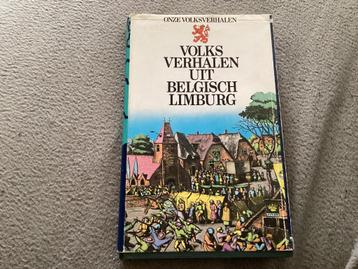 ONZE VOLKSVERHALEN
VOLKS
VERHALEN
UIT
BELGISCH
LIMBURG